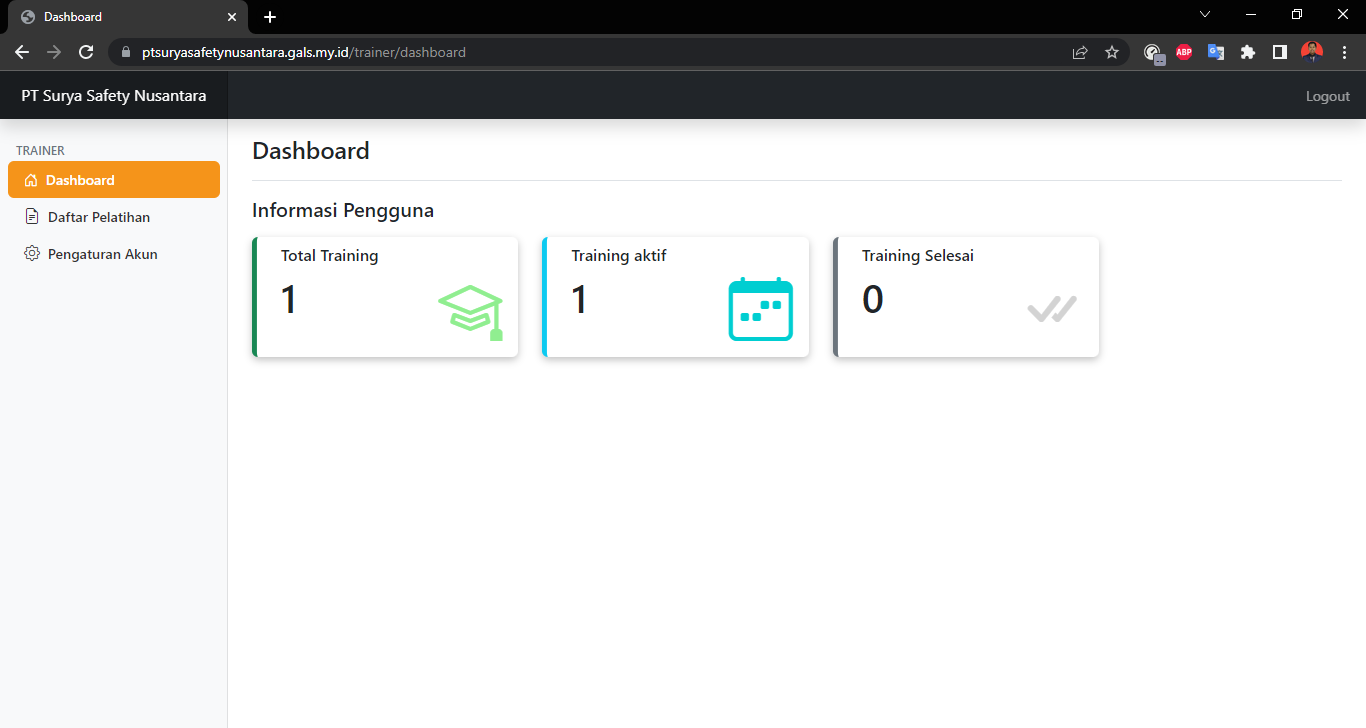 Dashboard
ptsuryasafetynusantara.gals.my.id/trainer/dashboard
ABP
PT Surya Safety Nusantara
Logout
TRAINER
Dashboard
Daftar Pelatihan
Pengaturan Akun
Dashboard
Informasi Pengguna
Total Training
1
Training aktif
1
Training Selesai
0